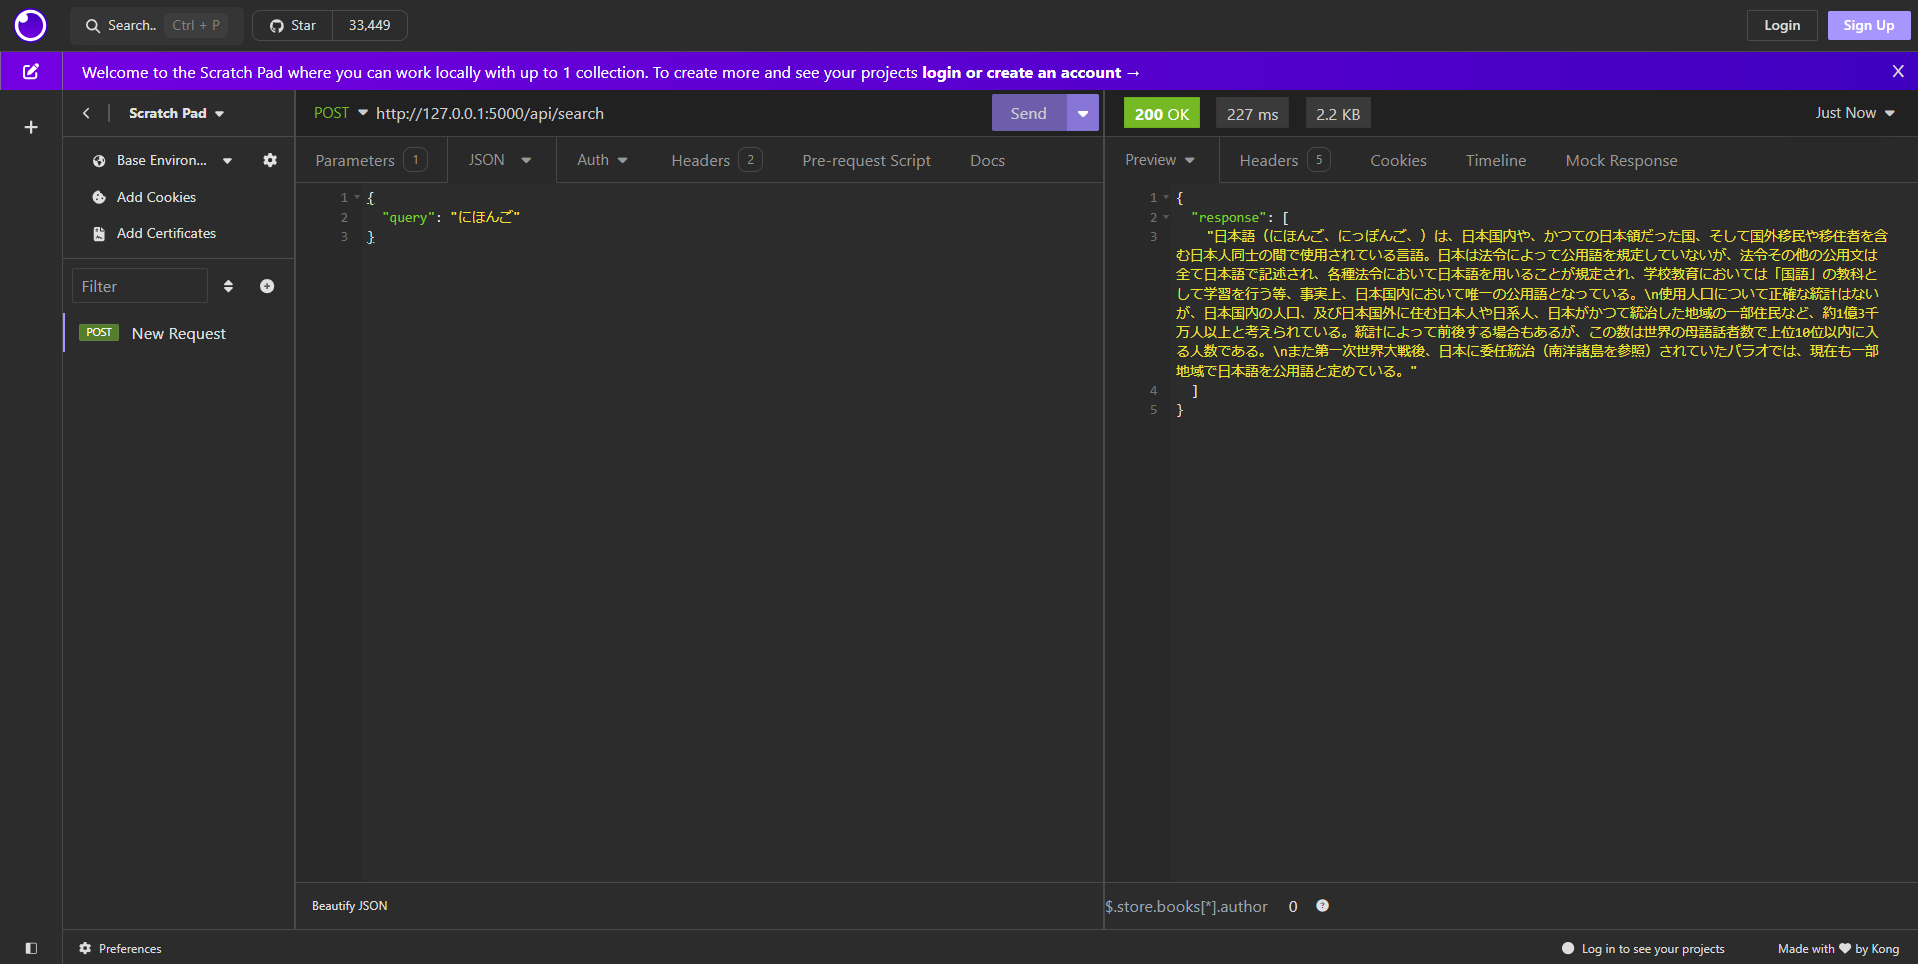 Search.. Ctrl + P Star 33,449 Login Sign Up
Welcome to the Scratch Pad where you can work locally with up to 1 collection. To create more and see your projects login or create an account → X
Scratch Pad
POST http://127.0.0.1:5000/api/search Send
200 OK 227 ms 2.2 KB Just Now
Base Environ...
Add Cookies
Add Certificates
Filter
POST New Request
Parameters 1 JSON Auth Headers 2 Pre-request Script Docs
1 {
2 "query": "にほんご"
3 }
Beautify JSON
Preview Headers 5 Cookies Timeline Mock Response
1 {
2 "response": [
3 "日本語（にほんご、にっぽんご、）は、日本国内や、かつての日本領だった国、そして国外移民や移住者を含
む日本人同士の間で使用されている言語。日本は法令によって公用語を規定していないが、法令その他の公用文は
全て日本語で記述され、各種法令において日本語を用いることが規定され、学校教育においては「国語」の教科と
して学習を行う等、事実上、日本国内において唯一の公用語となっている。\n使用人口について正確な統計はない
が、日本国内の人口、及び日本国外に住む日本人や日系人、日本がかつて統治した地域の一部住民など、約1億3千
万人以上と考えられている。統計によって前後する場合もあるが、この数は世界の母語話者数で上位10位以内に入
る人数である。\nまた第一次世界大戦後、日本に委任統治（南洋諸島を参照）されていたパラオでは、現在も一部
地域で日本語を公用語と定めている。"
4 ]
5 }
$.store.books[*].author 0 ?
Preferences
Log in to see your projects Made with ♥ by Kong